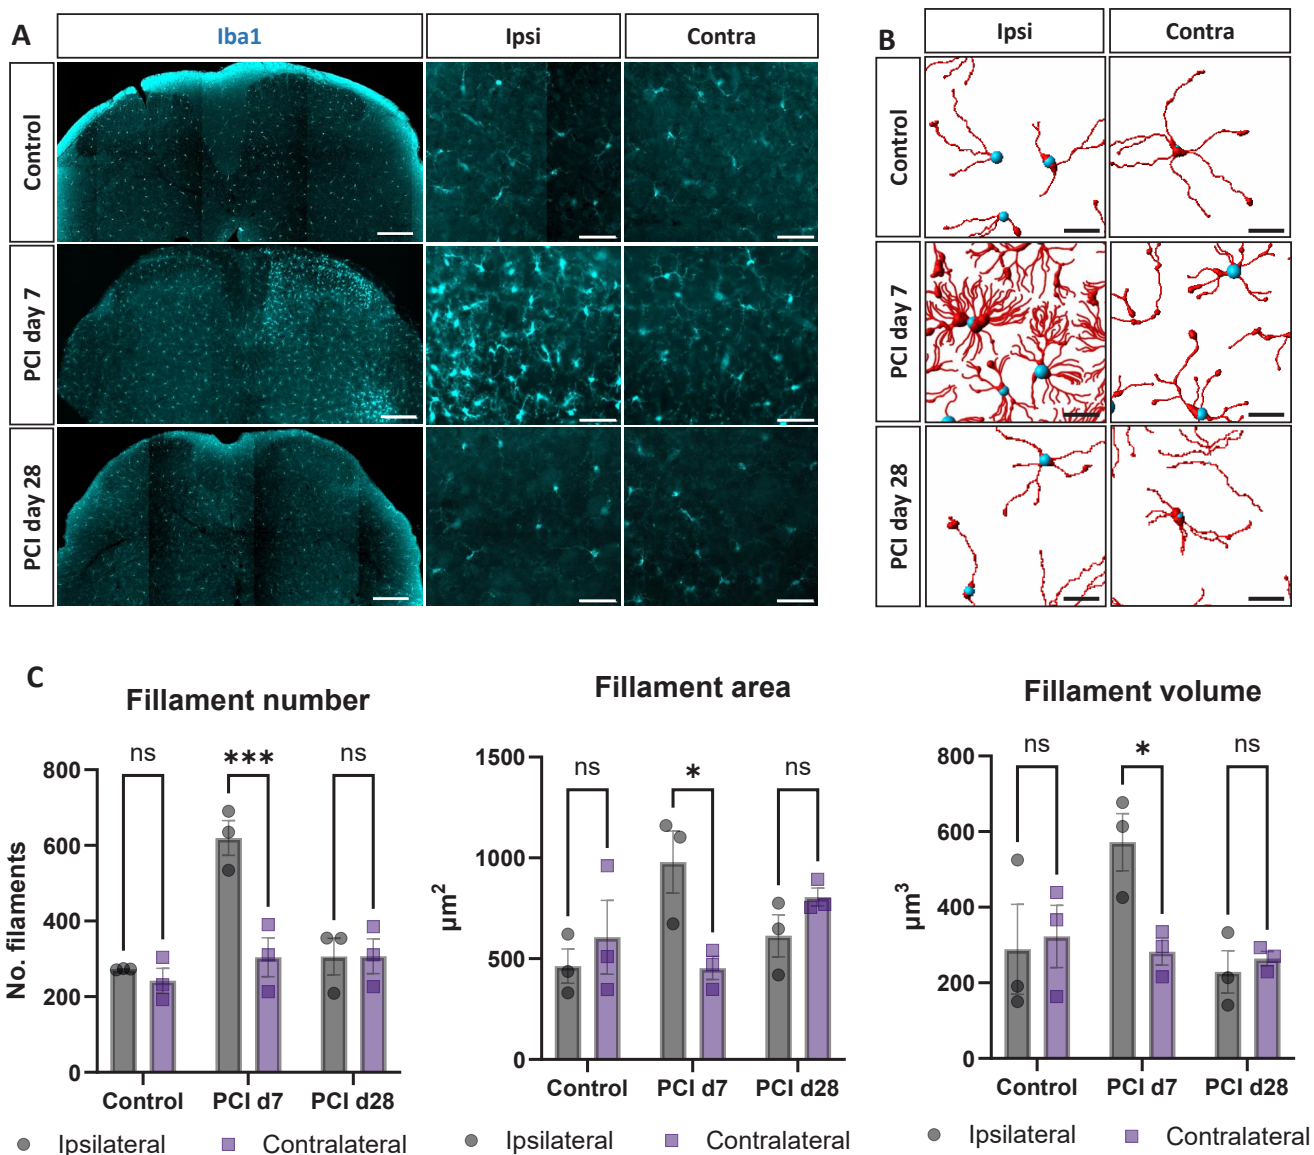 A
Iba1
Ipsi
Contra
Control
PCI day 7
PCI day 28
B
Ipsi
Contra
Control
PCI day 7
PCI day 28
C
Fillament number
ns
***
ns
800
600
400
200
0
No. filaments
Control
PCI d7
PCI d28
Ipsilateral
Contralateral
Fillament area
ns
*
ns
1500
1000
500
0
µm²
Control
PCI d7
PCI d28
Ipsilateral
Contralateral
Fillament volume
ns
*
ns
800
600
400
200
0
µm³
Control
PCI d7
PCI d28
Ipsilateral
Contralateral